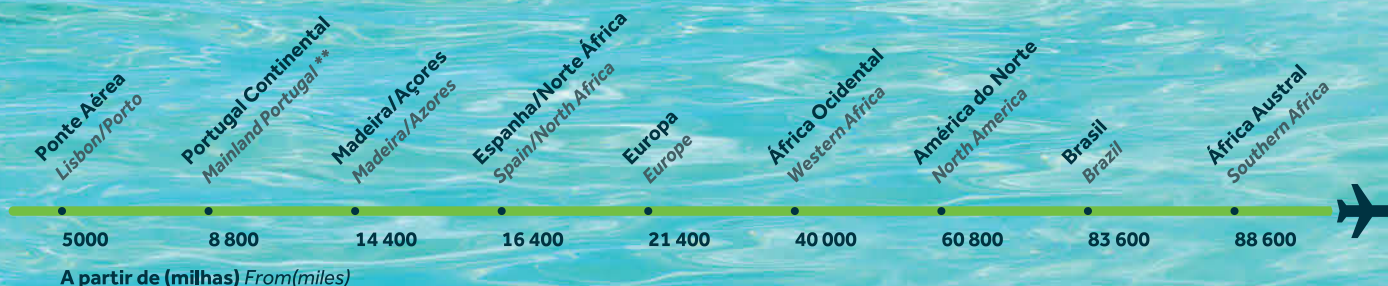 Ponte Aérea
Lisbon/Porto
Portugal Continental
Mainland Portugal **
Madeira/Açores
Madeira/Azores
Espanha/Norte África
Spain/North Africa
Europa
Europe
África Ocidental
Western Africa
América do Norte
North America
Brasil
Brazil
África Austral
Southern Africa
5000 8 800 14 400 16 400 21 400 40 000 60 800 83 600 88 600
A partir de (milhas) From(miles)